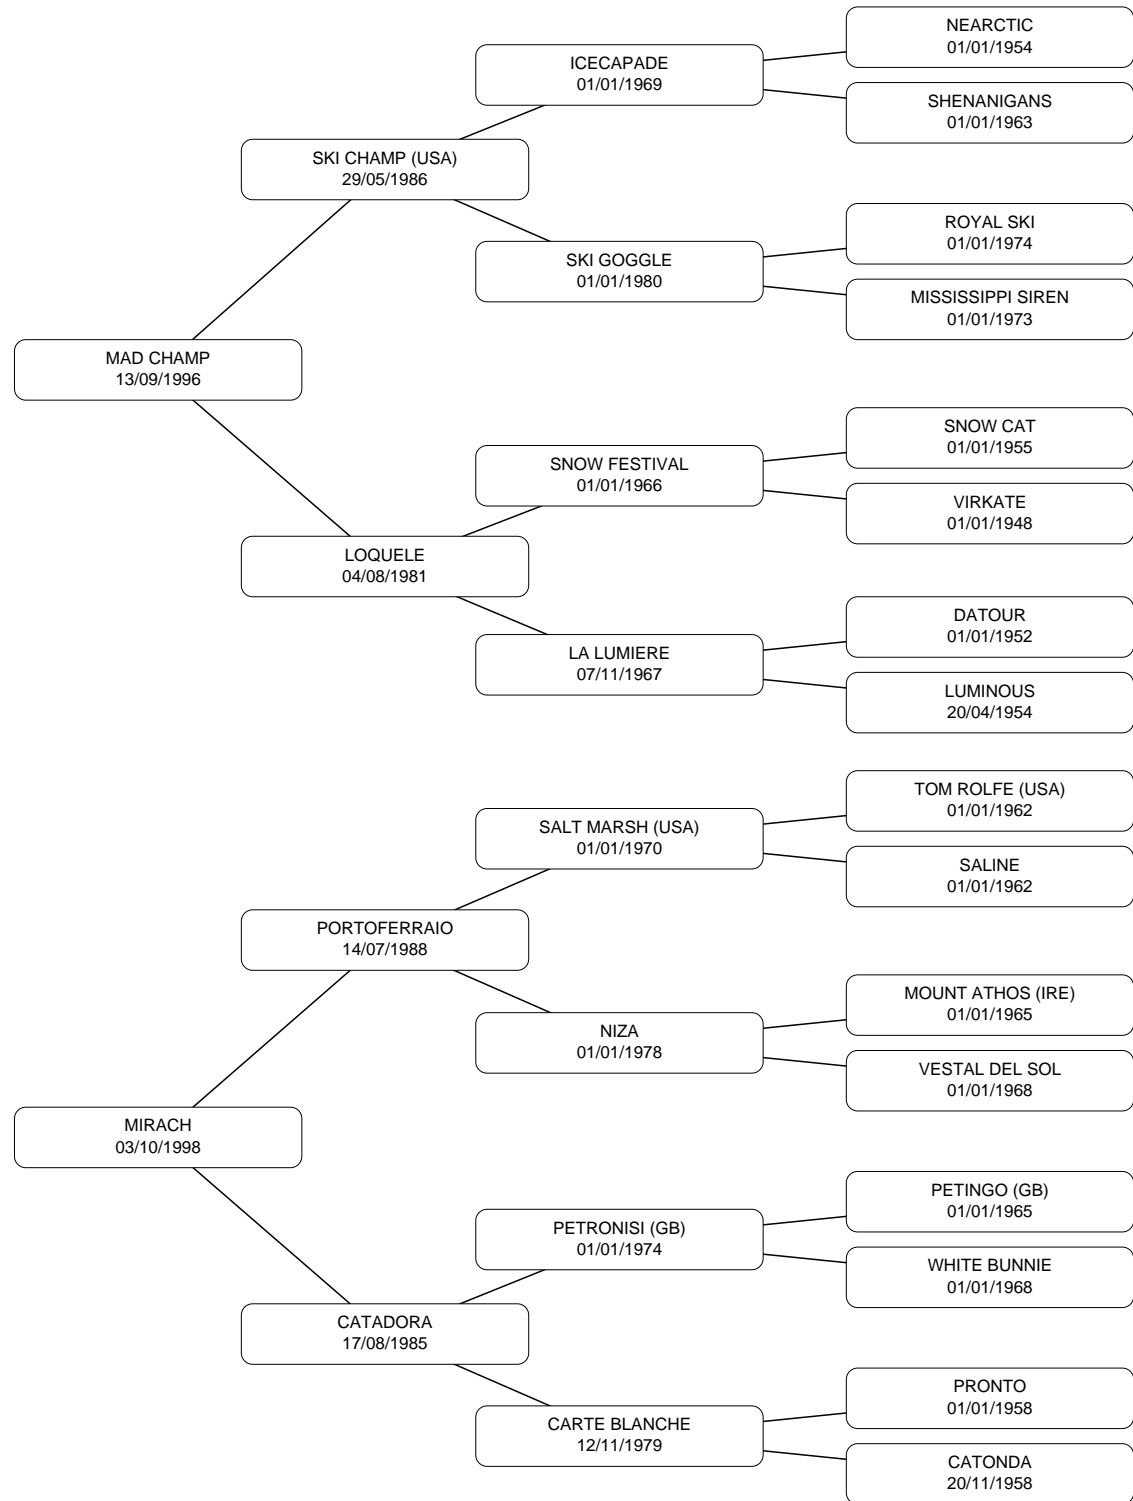 NEARCTIC
01/01/1954
ICECAPADE
01/01/1969
SHENANIGANS
01/01/1963
SKI CHAMP (USA)
29/05/1986
ROYAL SKI
01/01/1974
SKI GOGGLE
01/01/1980
MISSISSIPPI SIREN
01/01/1973
MAD CHAMP
13/09/1996
SNOW CAT
01/01/1955
SNOW FESTIVAL
01/01/1966
VIRKATE
01/01/1948
LOQUELE
04/08/1981
DATOUR
01/01/1952
LA LUMIERE
07/11/1967
LUMINOUS
20/04/1954
TOM ROLFE (USA)
01/01/1962
SALT MARSH (USA)
01/01/1970
SALINE
01/01/1962
PORTOFERRAIO
14/07/1988
MOUNT ATHOS (IRE)
01/01/1965
NIZA
01/01/1978
VESTAL DEL SOL
01/01/1968
MIRACH
03/10/1998
PETINGO (GB)
01/01/1965
PETRONISI (GB)
01/01/1974
WHITE BUNNIE
01/01/1968
CATADORA
17/08/1985
PRONTO
01/01/1958
CARTE BLANCHE
12/11/1979
CATONDA
20/11/1958